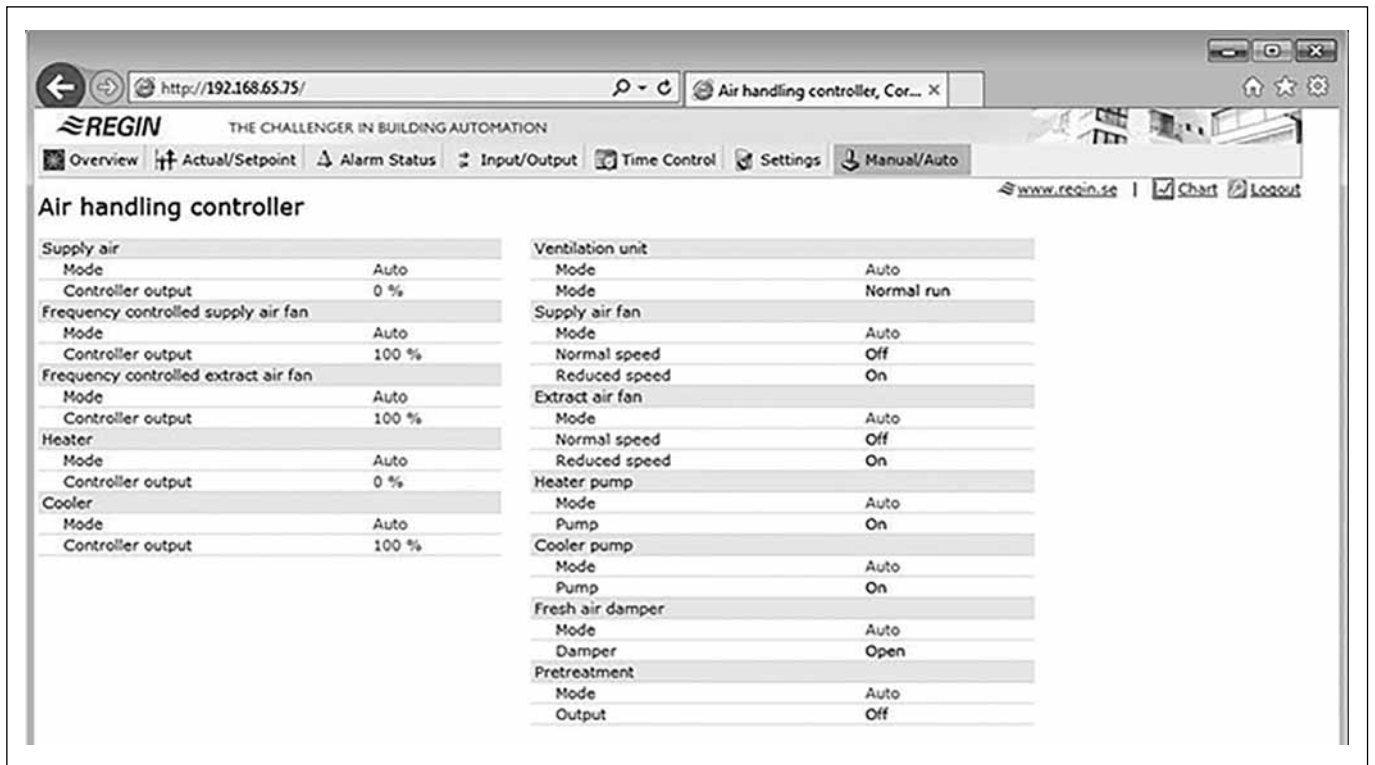 http://192.168.65.75/
Air handling controller, Cor...
REGIN THE CHALLENGER IN BUILDING AUTOMATION
Overview Actual/Setpoint Alarm Status Input/Output Time Control Settings Manual/Auto
www.regin.se | Chart Logout
Air handling controller
Supply air
Mode Auto
Controller output 0 %
Frequency controlled supply air fan
Mode Auto
Controller output 100 %
Frequency controlled extract air fan
Mode Auto
Controller output 100 %
Heater
Mode Auto
Controller output 0 %
Cooler
Mode Auto
Controller output 100 %
Ventilation unit
Mode Auto
Mode Normal run
Supply air fan
Mode Auto
Normal speed Off
Reduced speed On
Extract air fan
Mode Auto
Normal speed Off
Reduced speed On
Heater pump
Mode Auto
Pump On
Cooler pump
Mode Auto
Pump On
Fresh air damper
Mode Auto
Damper Open
Pretreatment
Mode Auto
Output Off